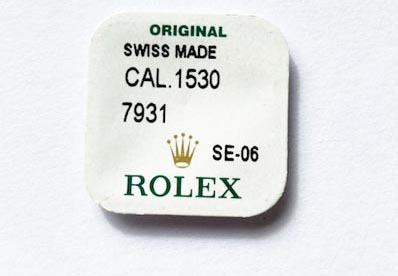 ORIGINAL
SWISS MADE
CAL.1530
7931
SE-06
ROLEX